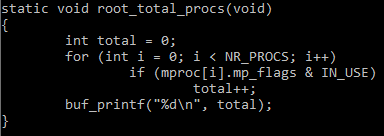 static void root_total_procs(void)
{
        int total = 0;
        for (int i = 0; i < NR_PROCS; i++)
                if (mproc[i].mp_flags & IN_USE)
                        total++;
        buf_printf("%d\n", total);
}